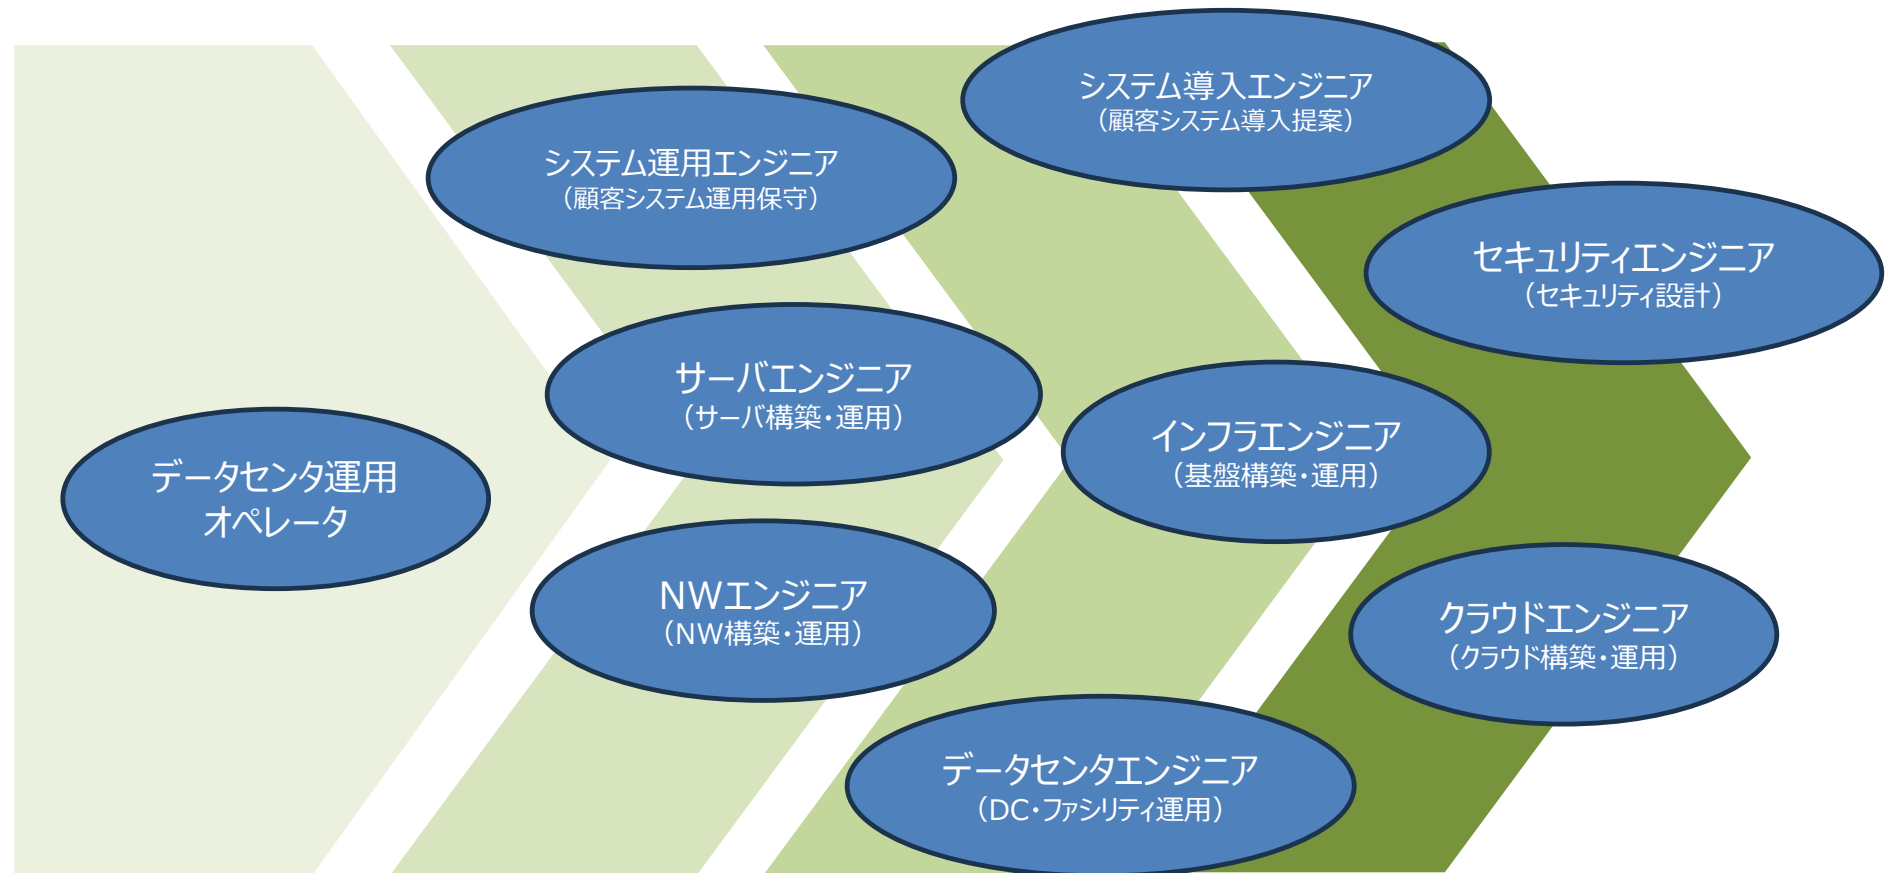 システム導入エンジニア
（顧客システム導入提案）
システム運用エンジニア
（顧客システム運用保守）
セキュリティエンジニア
（セキュリティ設計）
サーバエンジニア
（サーバ構築・運用）
インフラエンジニア
（基盤構築・運用）
データセンタ運用
オペレータ
NWエンジニア
（NW構築・運用）
クラウドエンジニア
（クラウド構築・運用）
データセンタエンジニア
（DC・ファシリティ運用）